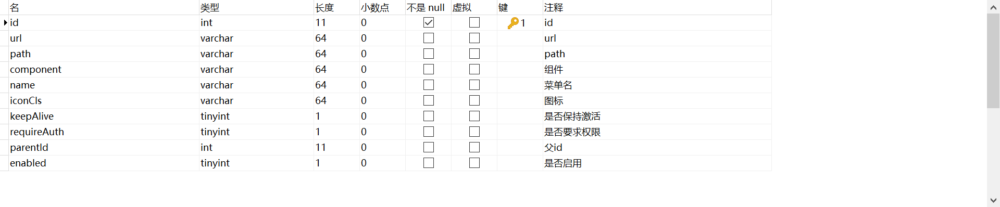 名 类型 长度 小数点 不是 null 虚拟 键 注释
id int 11 0 1 id
url varchar 64 0 url
path varchar 64 0 path
component varchar 64 0 组件
name varchar 64 0 菜单名
iconCls varchar 64 0 图标
keepAlive tinyint 1 0 是否保持激活
requireAuth tinyint 1 0 是否要求权限
parentId int 11 0 父id
enabled tinyint 1 0 是否启用